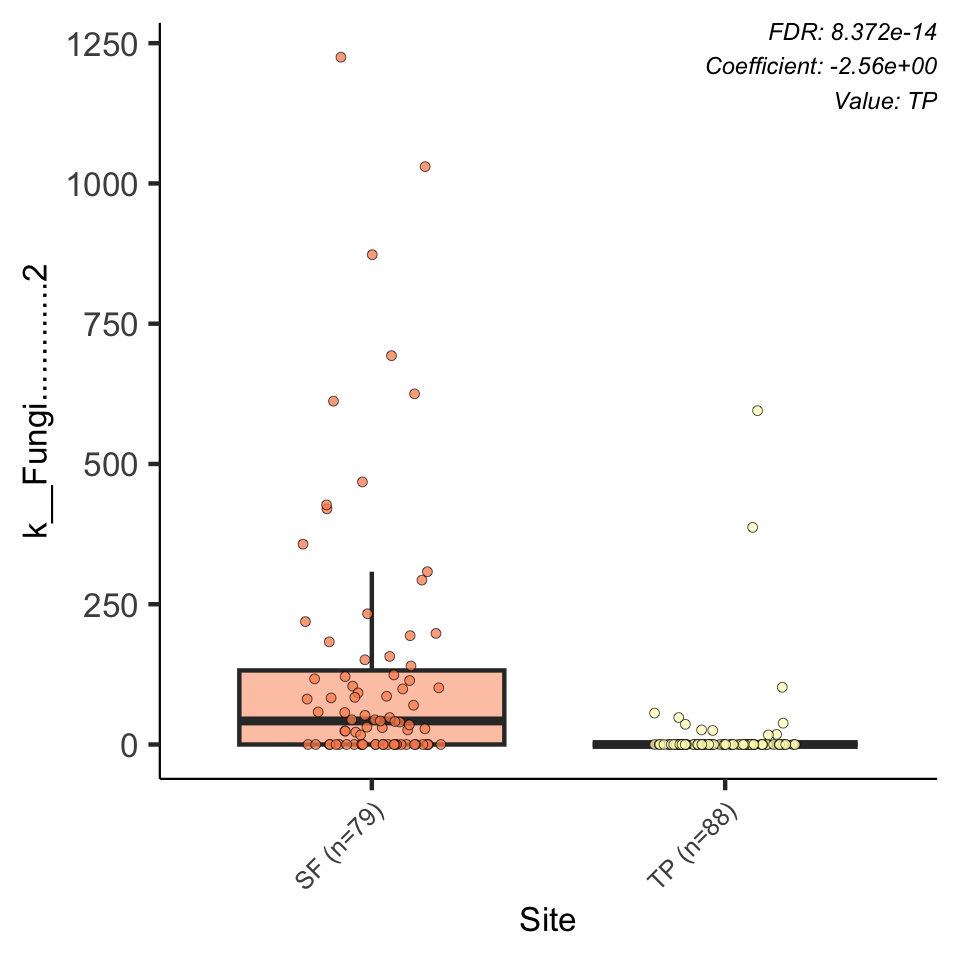 FDR: 8.372e-14
Coefficient: -2.56e+00
Value: TP
1250
1000
750
500
250
0
k__Fungi............2
SF (n=79)
TP (n=88)
Site